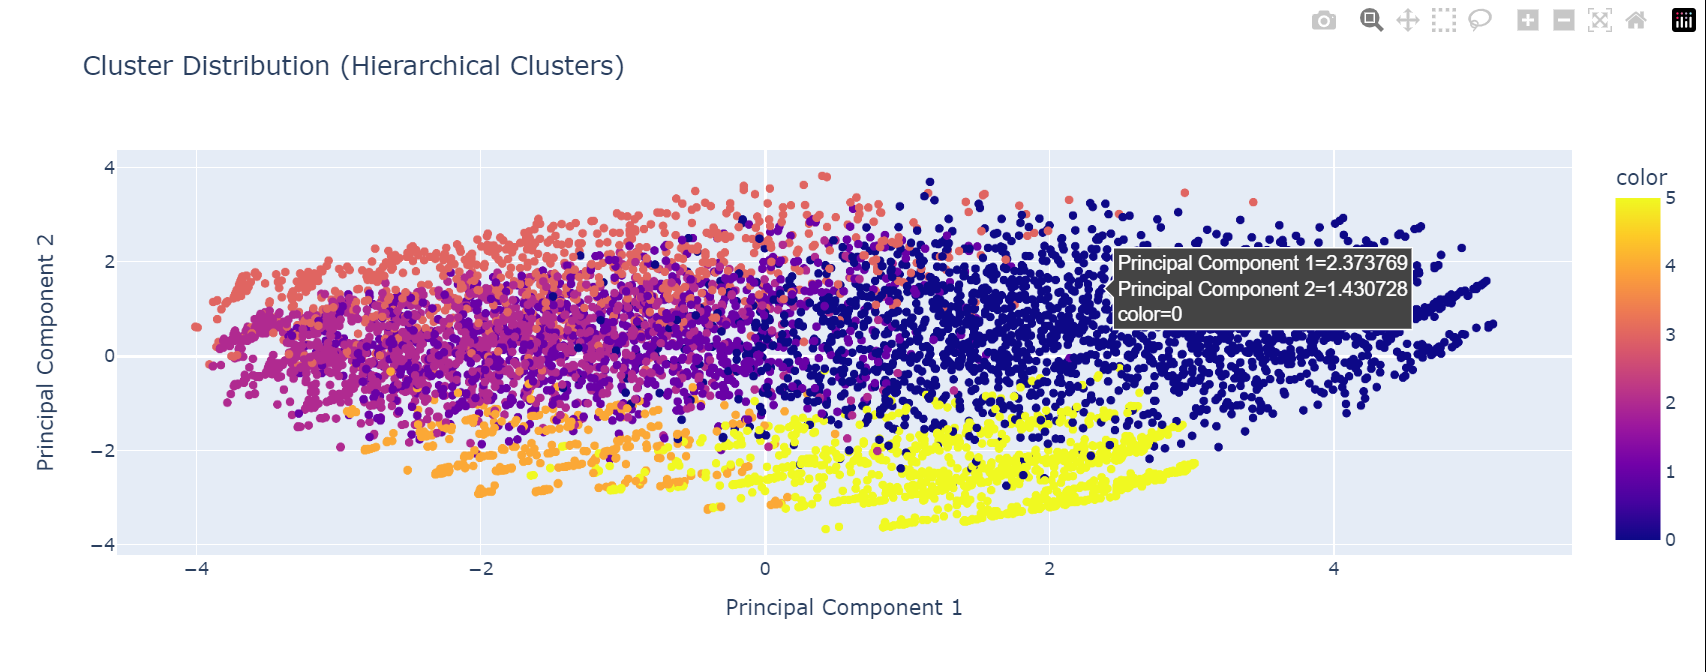 Cluster Distribution (Hierarchical Clusters)
color
5
4
3
2
1
0
Principal Component 2
4
2
0
−2
−4
Principal Component 1=2.373769
Principal Component 2=1.430728
color=0
−4
−2
0
2
4
Principal Component 1